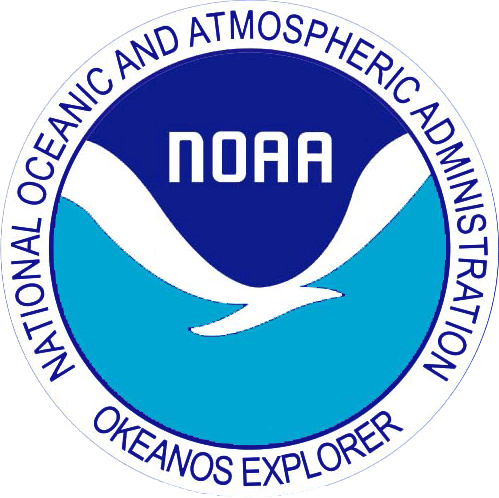 NATIONAL OCEANIC AND ATMOSPHERIC ADMINISTRATION
NOAA
OKEANOS EXPLORER